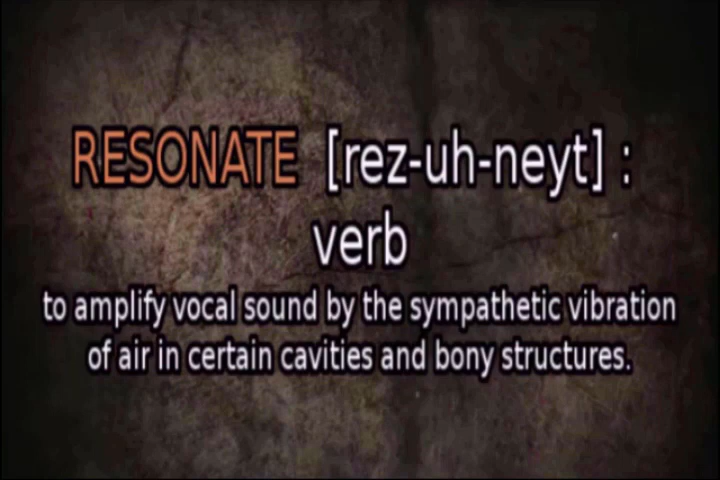 RESONATE [rez-uh-neyt] :
verb
to amplify vocal sound by the sympathetic vibration
of air in certain cavities and bony structures.